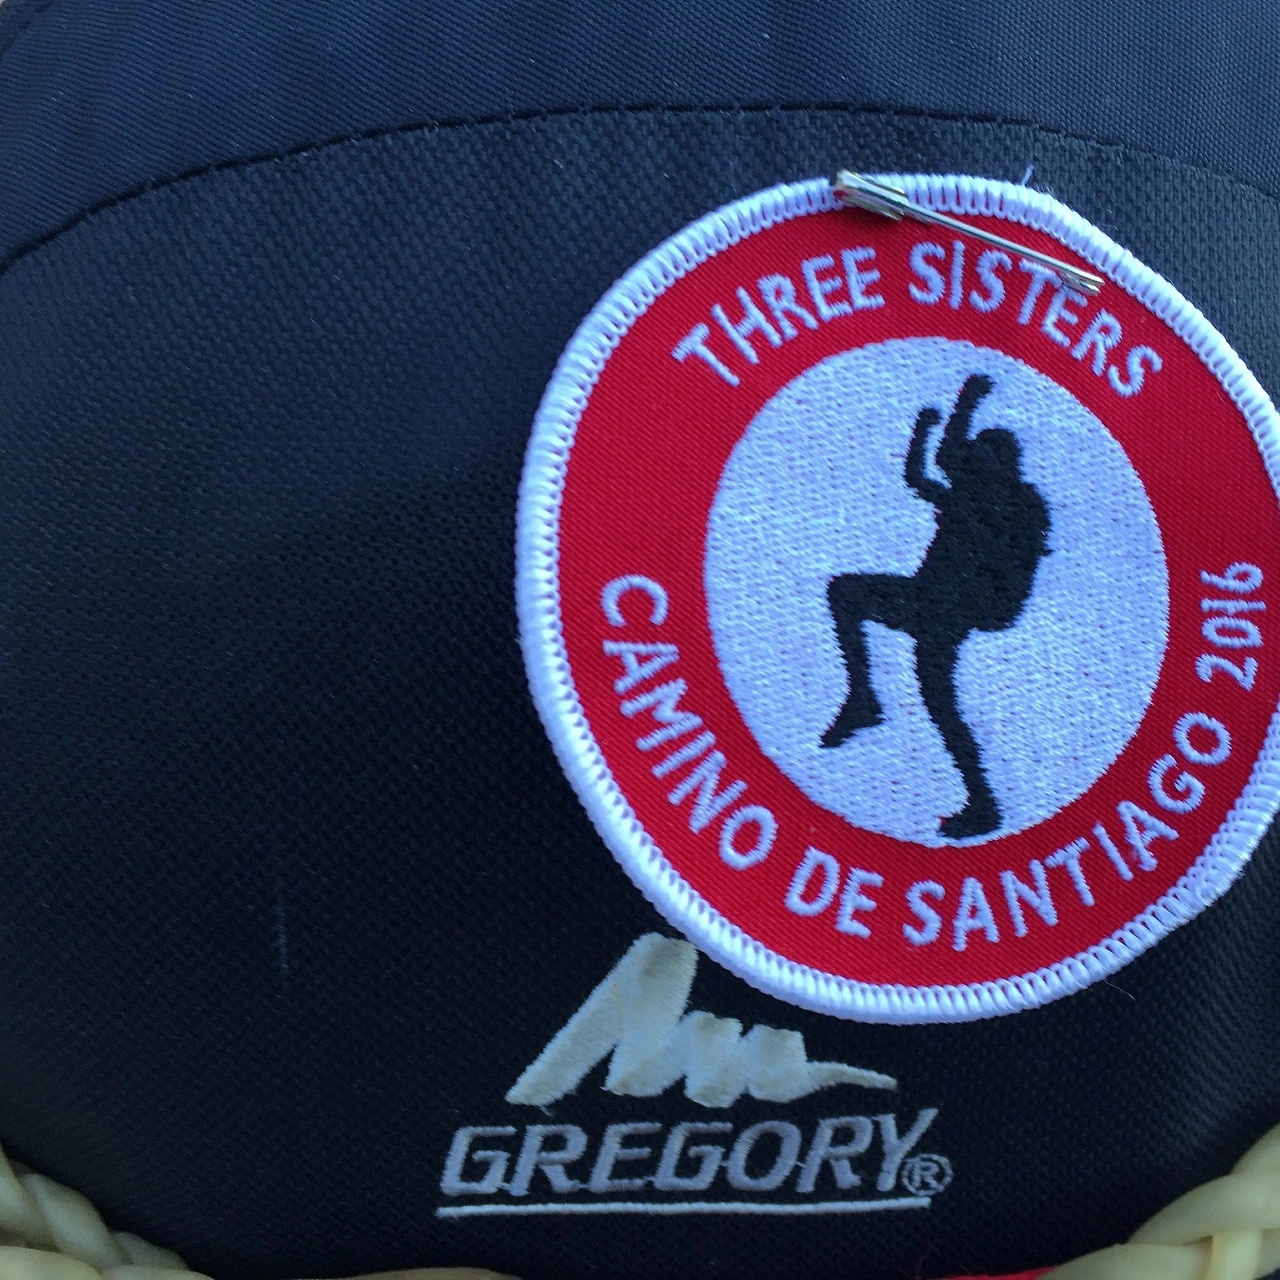 THREE SISTERS
CAMINO DE SANTIAGO 2016
GREGORY®